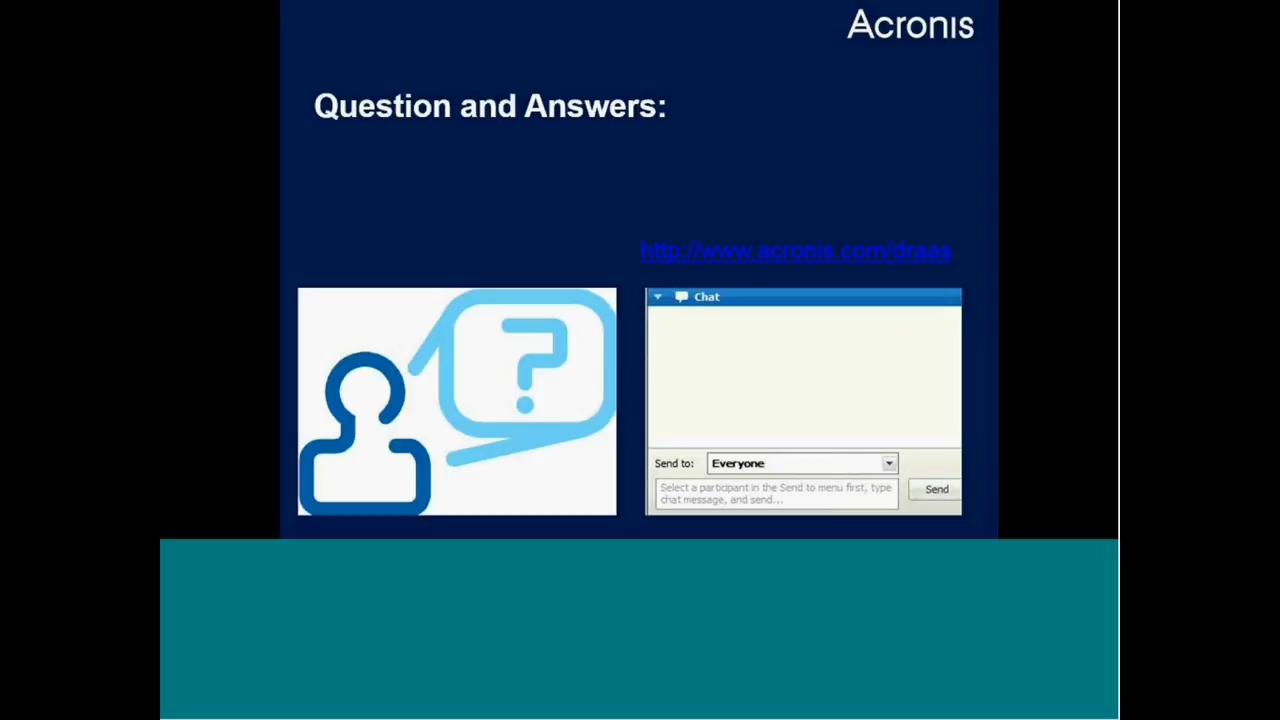 Acronis
Question and Answers:
http://www.acronis.com/draas
Chat
Send to:
Everyone
Select a participant in the Send to menu first, type
chat message, and send...
Send
?